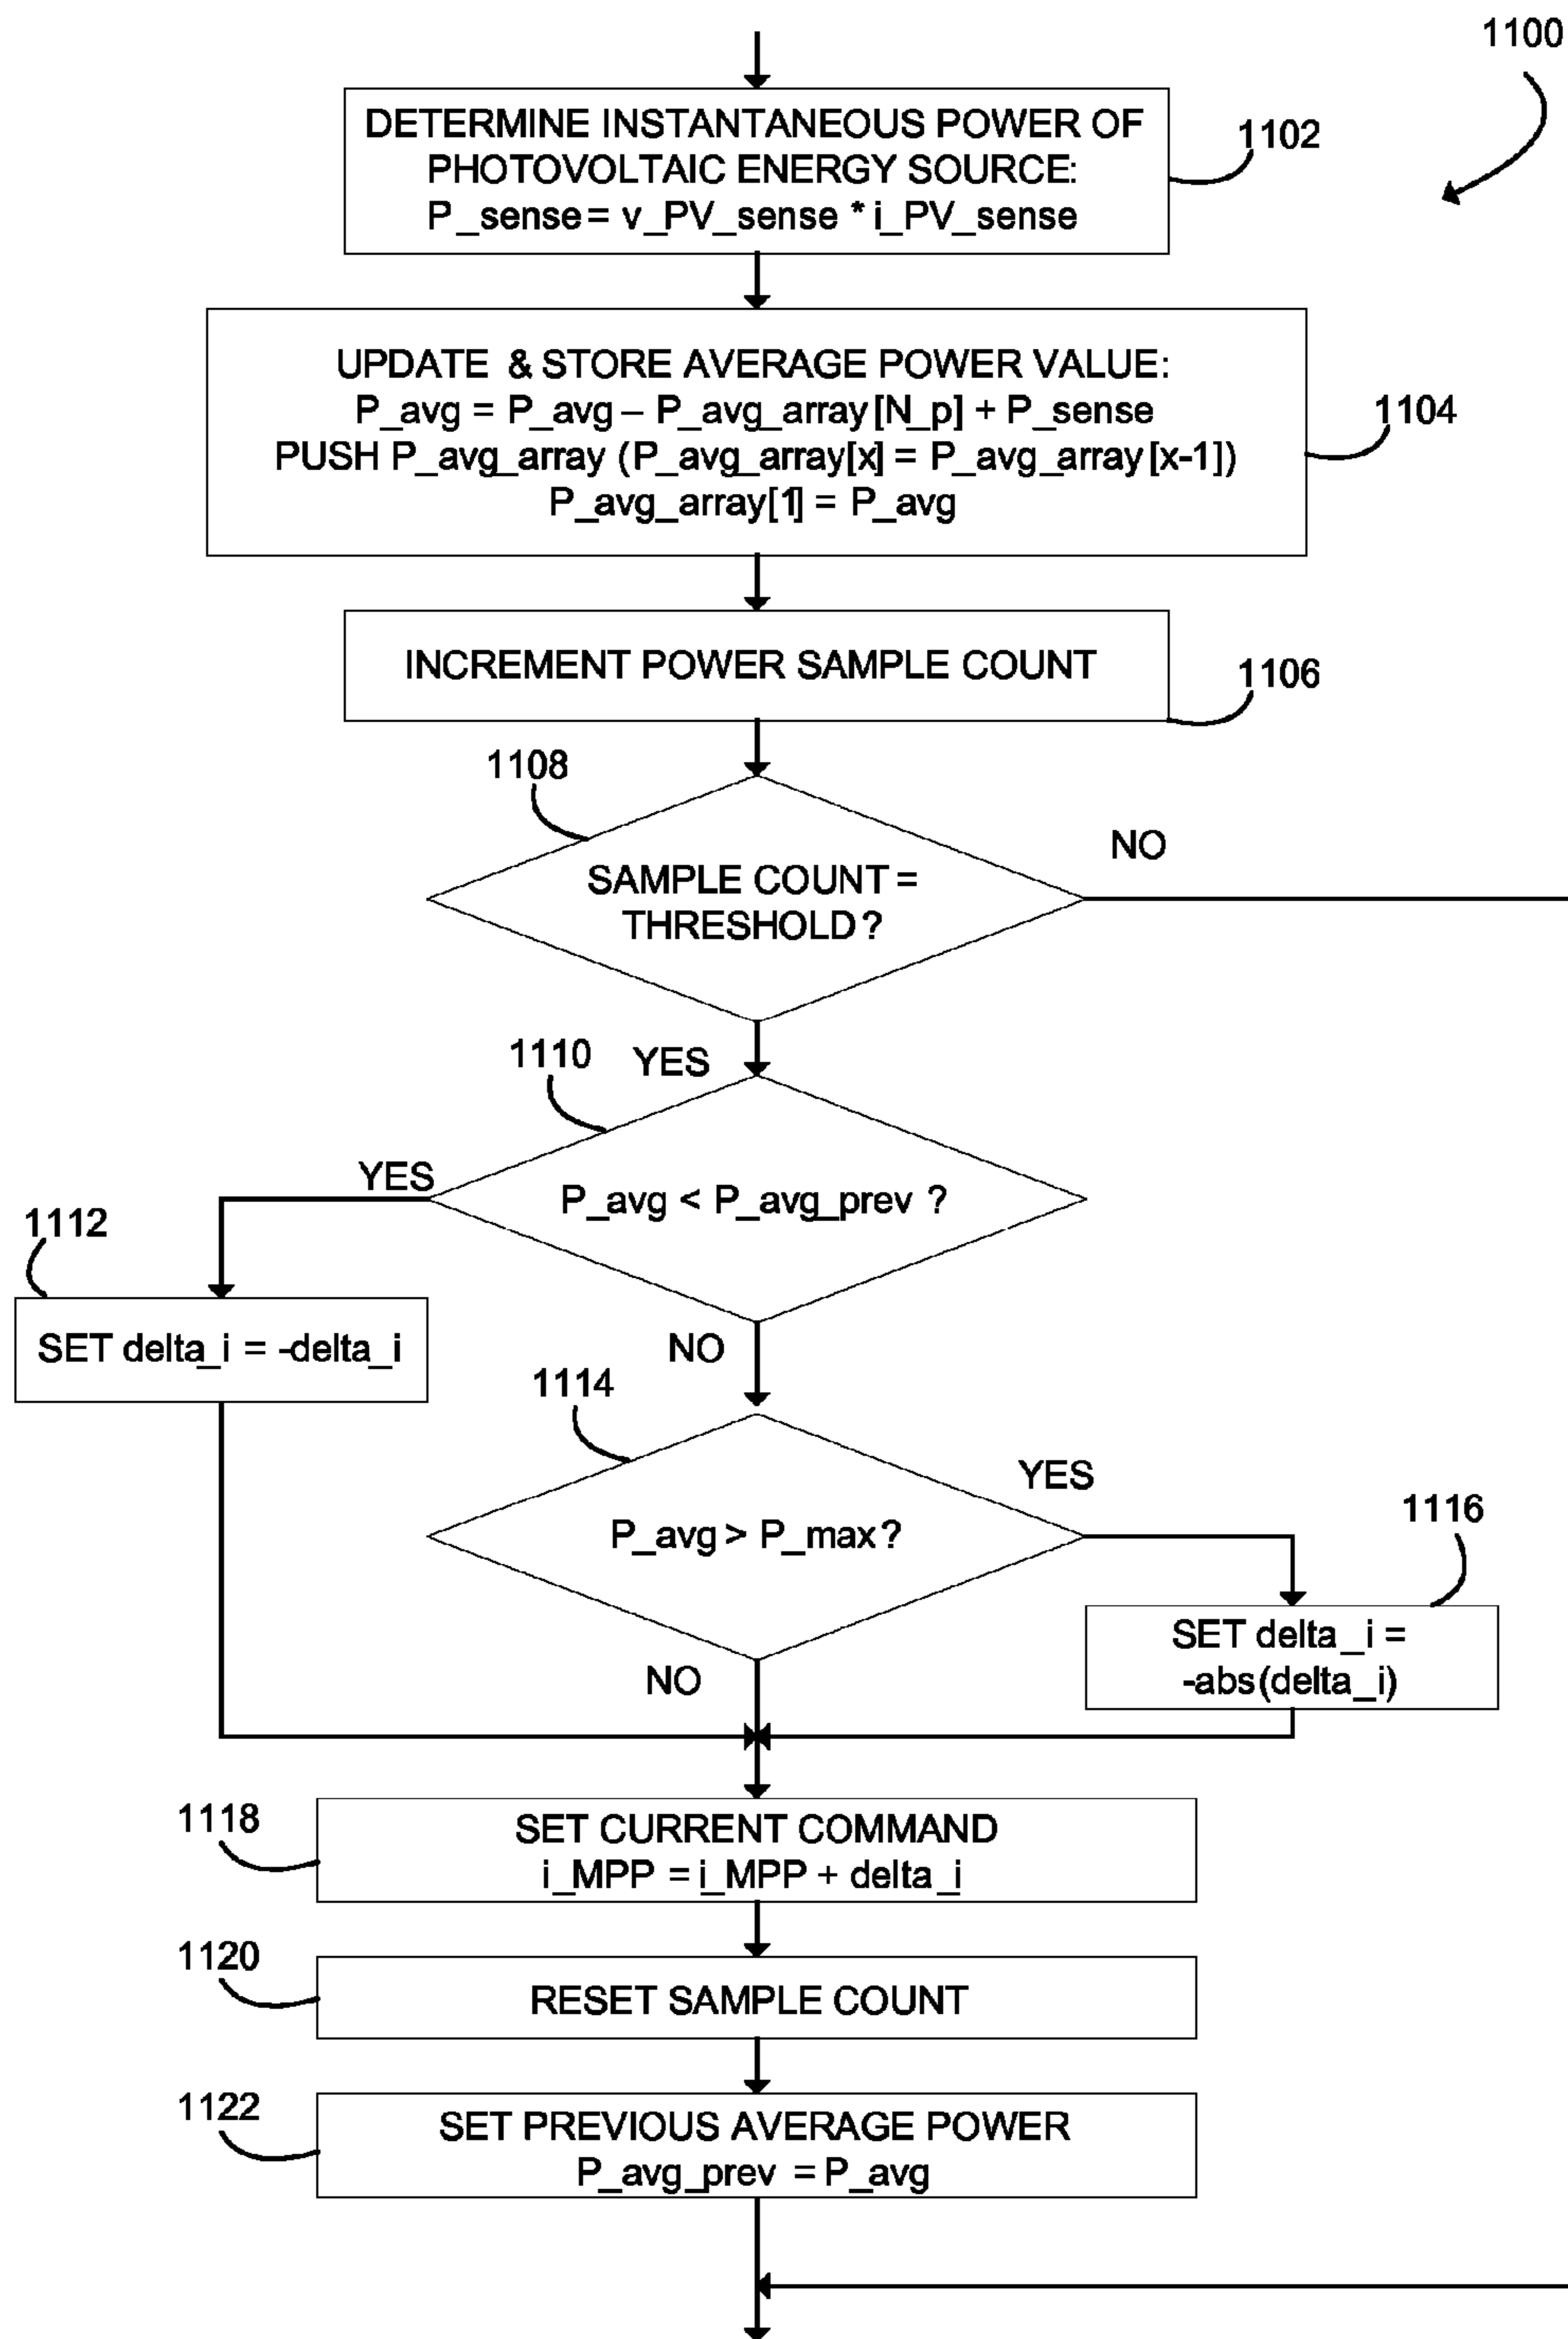 1100
DETERMINE INSTANTANEOUS POWER OF
PHOTOVOLTAIC ENERGY SOURCE:
P_sense = v_PV_sense * i_PV_sense
1102
UPDATE & STORE AVERAGE POWER VALUE:
P_avg = P_avg – P_avg_array[N_p] + P_sense
PUSH P_avg_array (P_avg_array[x] = P_avg_array[x-1])
P_avg_array[1] = P_avg
1104
INCREMENT POWER SAMPLE COUNT
1106
1108
SAMPLE COUNT =
THRESHOLD?
NO
YES
1110
P_avg < P_avg_prev ?
YES
1112
SET delta_i = -delta_i
NO
1114
P_avg > P_max?
YES
1116
SET delta_i =
-abs(delta_i)
NO
1118
SET CURRENT COMMAND
i_MPP = i_MPP + delta_i
1120
RESET SAMPLE COUNT
1122
SET PREVIOUS AVERAGE POWER
P_avg_prev = P_avg